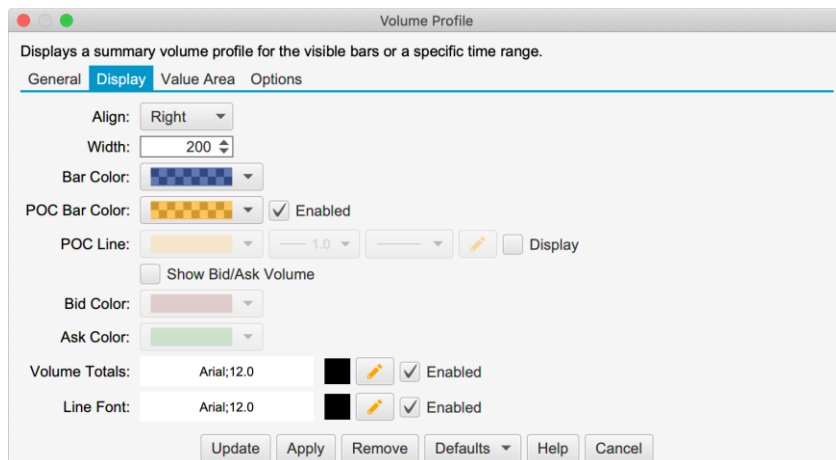 Volume Profile
Displays a summary volume profile for the visible bars or a specific time range.
General Display Value Area Options
Align: Right
Width: 200
Bar Color:
POC Bar Color: Enabled
POC Line: 1.0 Display
Show Bid/Ask Volume
Bid Color:
Ask Color:
Volume Totals: Arial;12.0 Enabled
Line Font: Arial;12.0 Enabled
Update Apply Remove Defaults Help Cancel